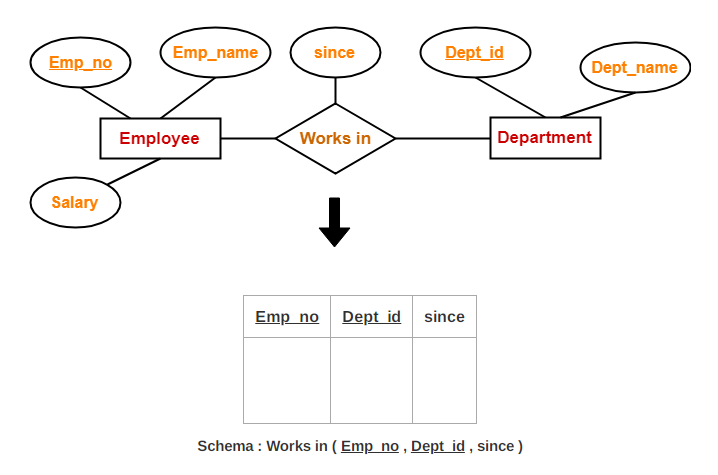 Emp_no
Emp_name
since
Dept_id
Dept_name
Employee
Works in
Department
Salary
Emp_no Dept_id since
Schema : Works in ( Emp_no , Dept_id , since )